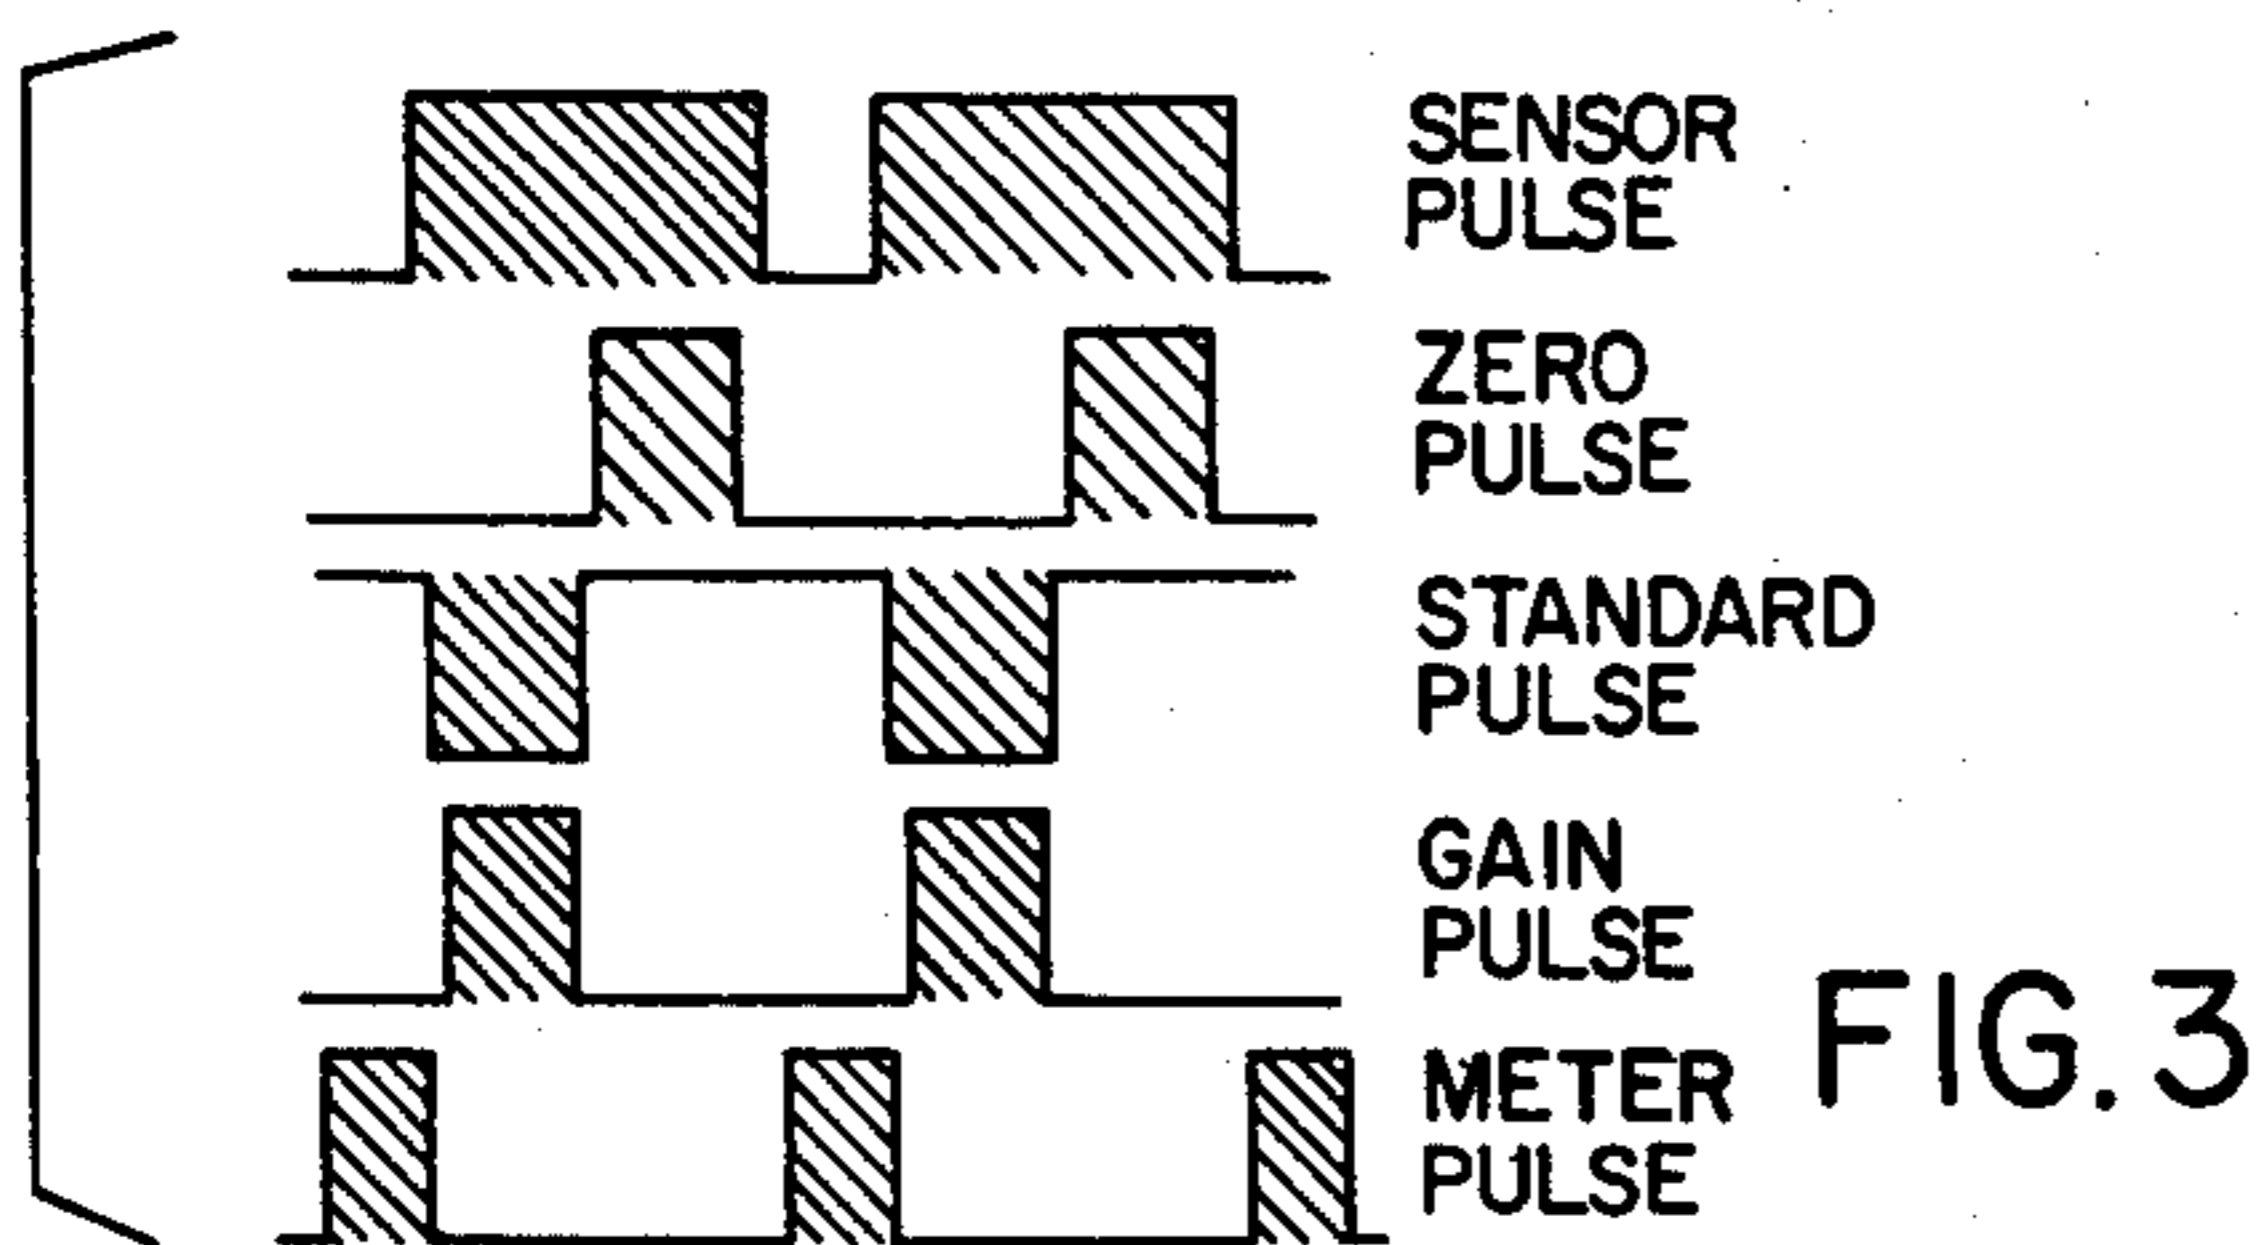 SENSOR
PULSE
ZERO
PULSE
STANDARD
PULSE
GAIN
PULSE
METER
PULSE
FIG. 3